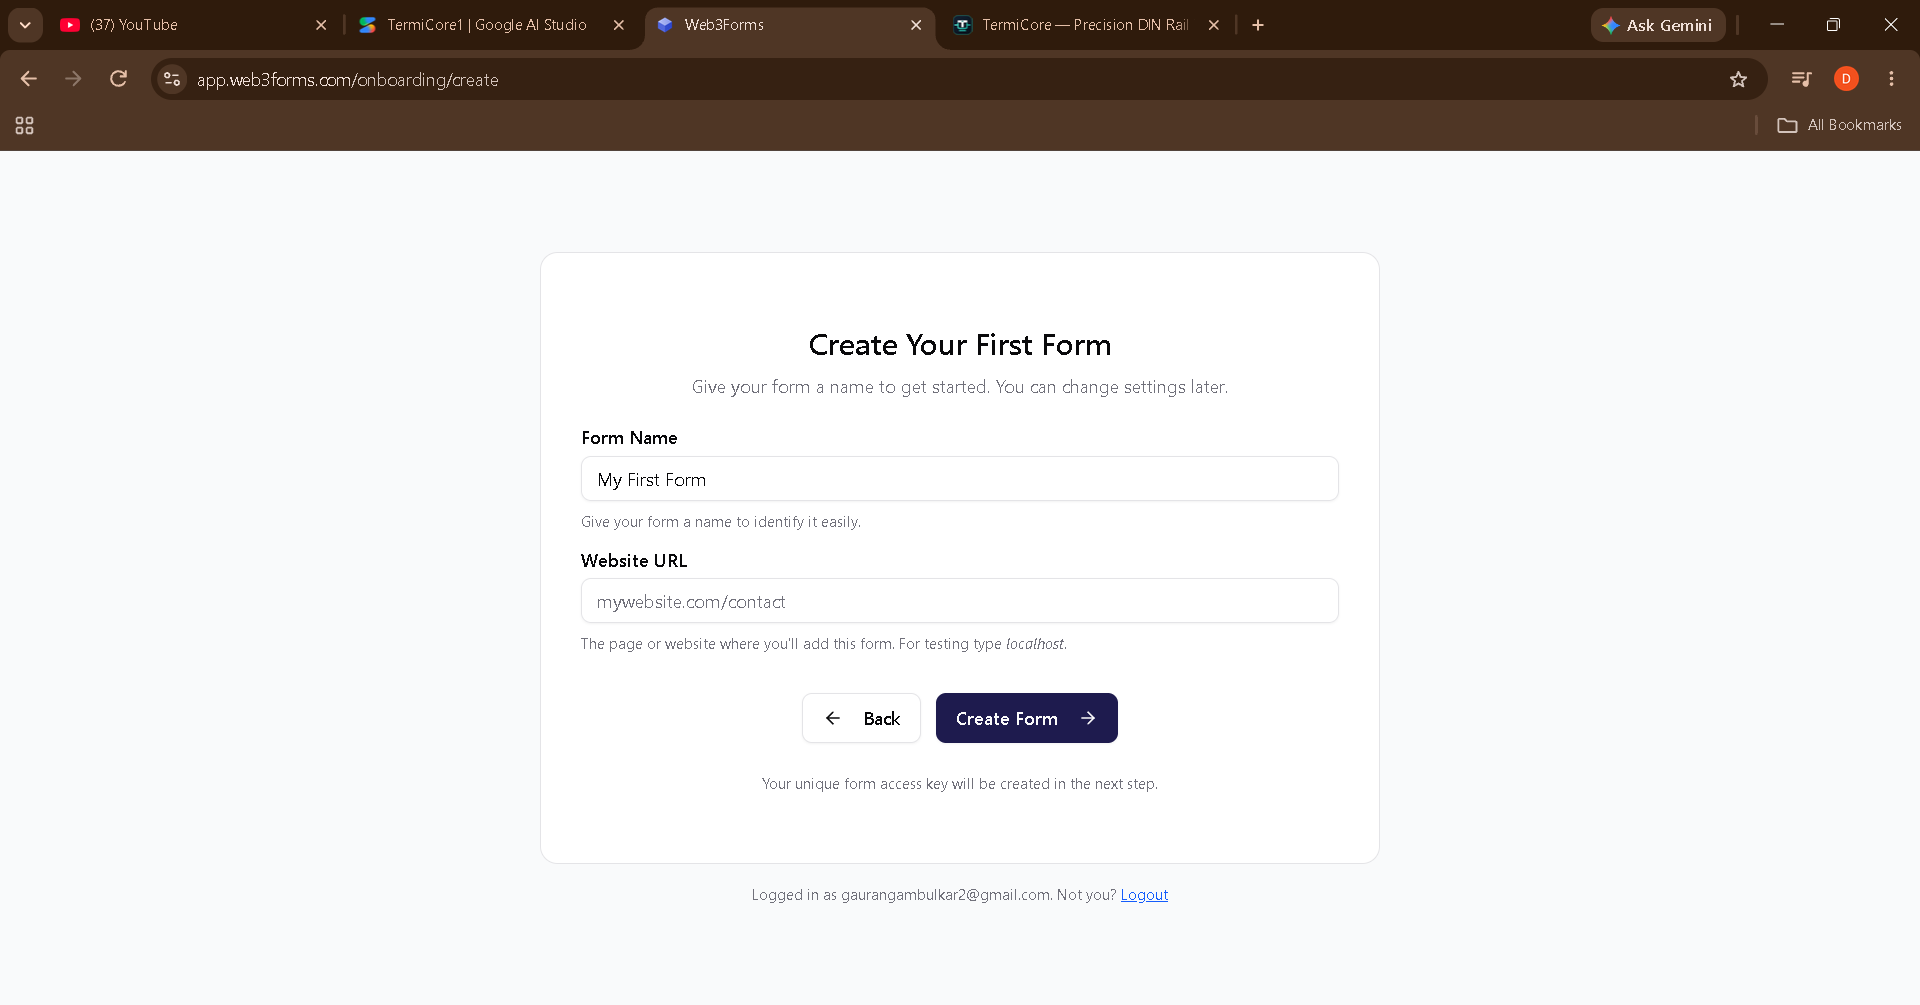 (37) YouTube
TermiCore1 | Google AI Studio
Web3Forms
TermiCore — Precision DIN Rail
Ask Gemini
app.web3forms.com/onboarding/create
D
All Bookmarks
Create Your First Form
Give your form a name to get started. You can change settings later.
Form Name
My First Form
Give your form a name to identify it easily.
Website URL
mywebsite.com/contact
The page or website where you'll add this form. For testing type localhost.
Back
Create Form
Your unique form access key will be created in the next step.
Logged in as gaurangambulkar2@gmail.com. Not you? Logout